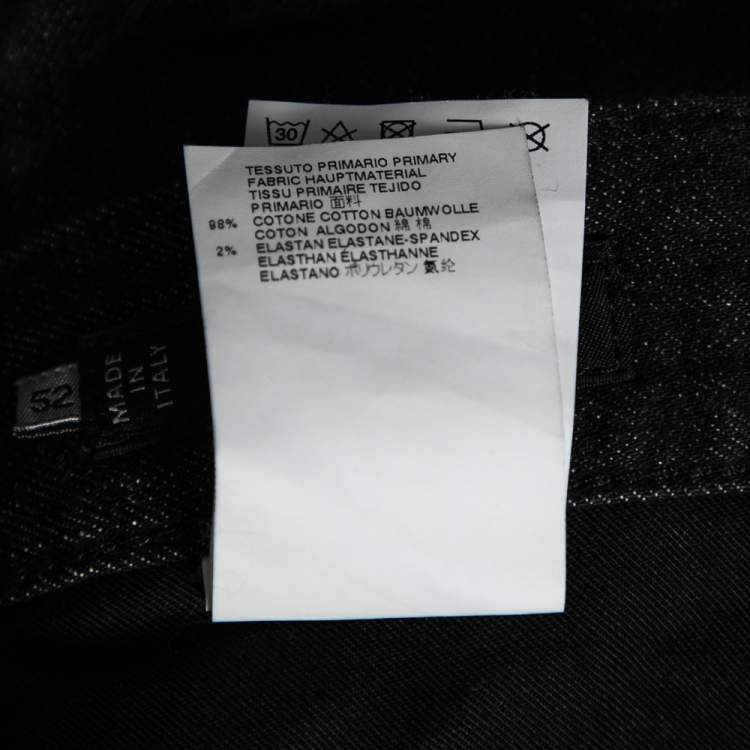 30
TESSUTO PRIMARIO PRIMARY
FABRIC HAUPTMATERIAL
TISSU PRIMAIRE TEJIDO
PRIMARIO 面料
98% COTONE COTTON BAUMWOLLE
COTON ALGODON 綿 棉
2% ELASTAN ELASTANE-SPANDEX
ELASTHAN ÉLASTHANNE
ELASTANO ポリウレタン 氨纶
52
MADE
IN
ITALY